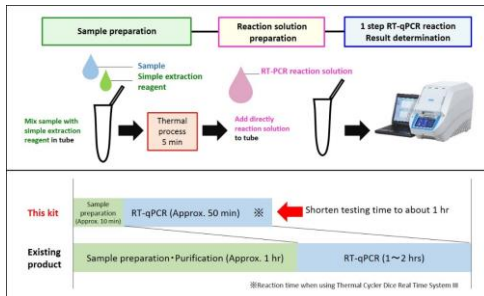 Sample preparation
Reaction solution
preparation
1 step RT-qPCR reaction
Result determination
Sample
Simple extraction
reagent
RT-PCR reaction solution
Mix sample with
simple extraction
reagent in tube
Thermal
process
5 min
Add directly
reaction solution
to tube
This kit
Sample
preparation
(Approx. 10 min)
RT-qPCR (Approx. 50 min) ※
Shorten testing time to about 1 hr
Existing
product
Sample preparation・Purification (Approx. 1 hr)
RT-qPCR (1～2 hrs)
※Reaction time when using Thermal Cycler Dice Real Time System III